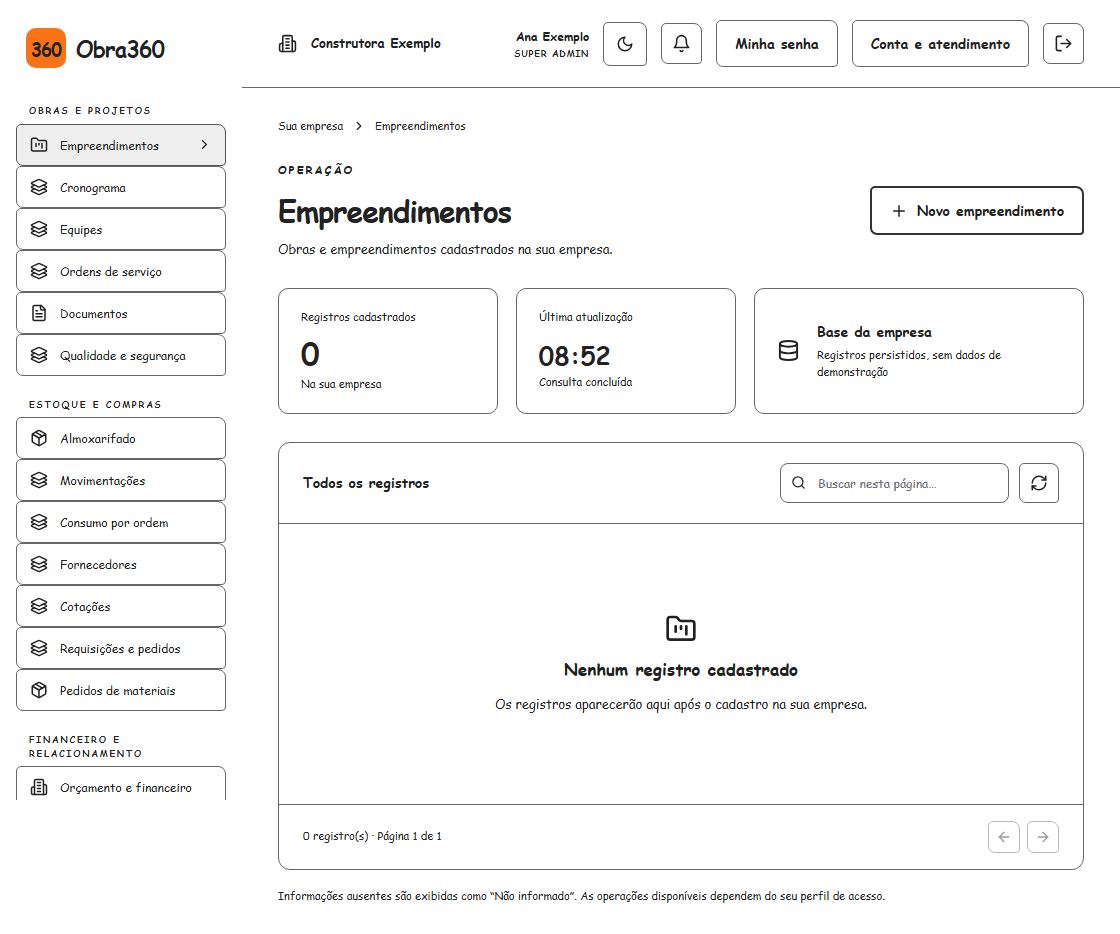 360 Obra360
OBRAS E PROJETOS
Empreendimentos
Cronograma
Equipes
Ordens de serviço
Documentos
Qualidade e segurança
ESTOQUE E COMPRAS
Almoxarifado
Movimentações
Consumo por ordem
Fornecedores
Cotações
Requisições e pedidos
Pedidos de materiais
FINANCEIRO E
RELACIONAMENTO
Orçamento e financeiro
Construtora Exemplo
Ana Exemplo
SUPER ADMIN
Minha senha
Conta e atendimento
Sua empresa Empreendimentos
OPERAÇÃO
Empreendimentos
Obras e empreendimentos cadastrados na sua empresa.
Novo empreendimento
Registros cadastrados
0
Na sua empresa
Última atualização
08:52
Consulta concluída
Base da empresa
Registros persistidos, sem dados de
demonstração
Todos os registros
Buscar nesta página...
Nenhum registro cadastrado
Os registros aparecerão aqui após o cadastro na sua empresa.
0 registro(s) · Página 1 de 1
Informações ausentes são exibidas como “Não informado”. As operações disponíveis dependem do seu perfil de acesso.